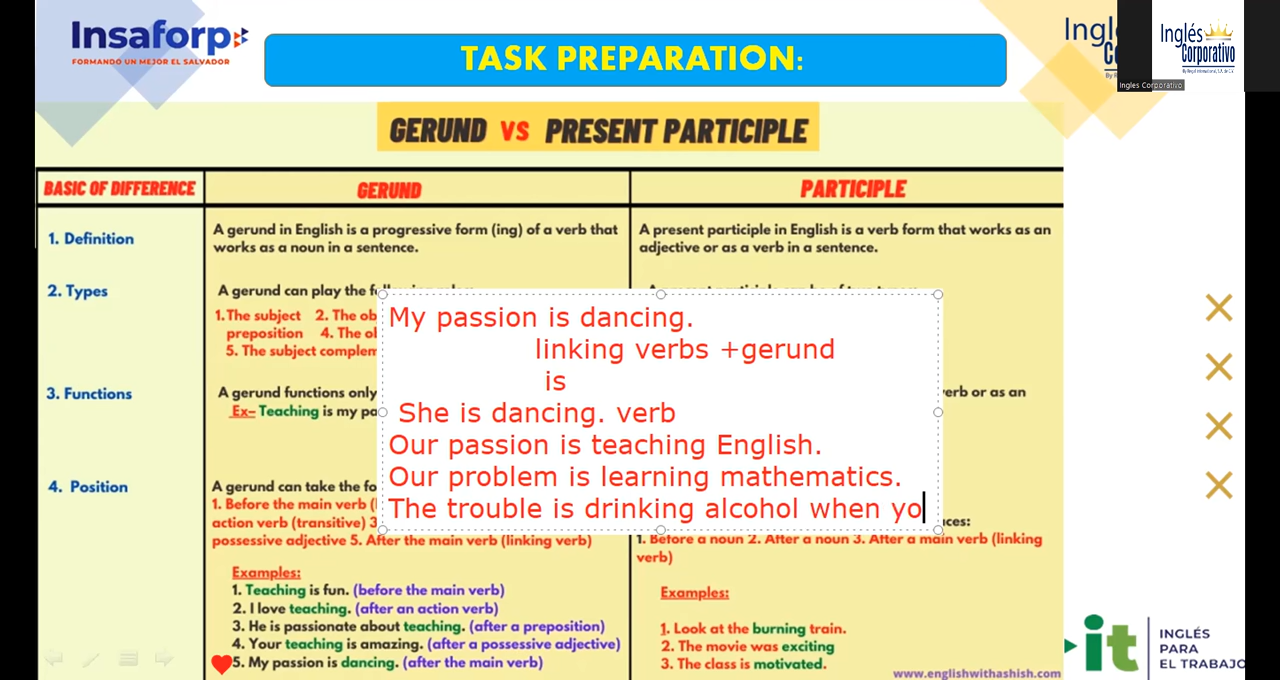 Insaforp
FORMANDO UN MEJOR EL SALVADOR
TASK PREPARATION:
Inglés
Corporativo
Ingles Corporativo
GERUND VS PRESENT PARTICIPLE
BASIC OF DIFFERENCE
GERUND
PARTICIPLE
1. Definition
A gerund in English is a progressive form (ing) of a verb that
works as a noun in a sentence.
A present participle in English is a verb form that works as an
adjective or as a verb in a sentence.
2. Types
A gerund can play the
1.The subject 2. The ob
preposition 4. The o
5. The subject complem
My passion is dancing.
linking verbs +gerund
is
She is dancing. verb
Our passion is teaching English.
Our problem is learning mathematics.
The trouble is drinking alcohol when yo
3. Functions
A gerund functions only
Ex– Teaching is my pa
verb or as an
4. Position
A gerund can take the fo
1. Before the main verb
action verb (transitive) 3
possessive adjective 5. After the main verb (linking verb)
Examples:
1. Teaching is fun. (before the main verb)
2. I love teaching. (after an action verb)
3. He is passionate about teaching. (after a preposition)
4. Your teaching is amazing. (after a possessive adjective)
5. My passion is dancing. (after the main verb)
ces:
1. Before a noun 2. After a noun 3. After a main verb (linking
verb)
Examples:
1. Look at the burning train.
2. The movie was exciting
3. The class is motivated.
www.englishwithashish.com
it
INGLÉS
PARA
EL TRABAJO